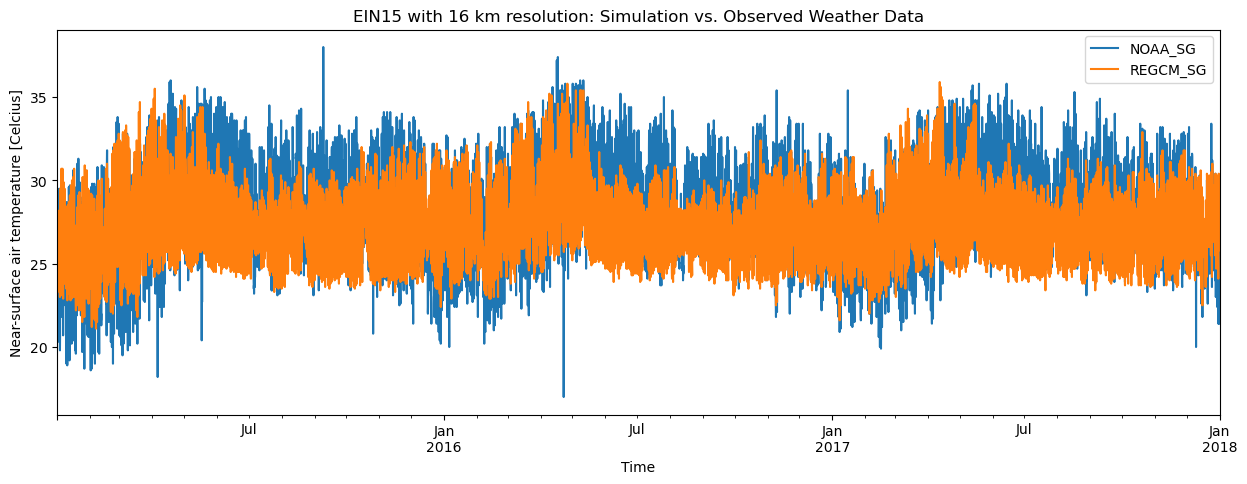 EIN15 with 16 km resolution: Simulation vs. Observed Weather Data
NOAA_SG
REGCM_SG
Near-surface air temperature [Celcius]
35
30
25
20
Jul
Jan
2016
Jul
Jan
2017
Jul
Jan
2018
Time